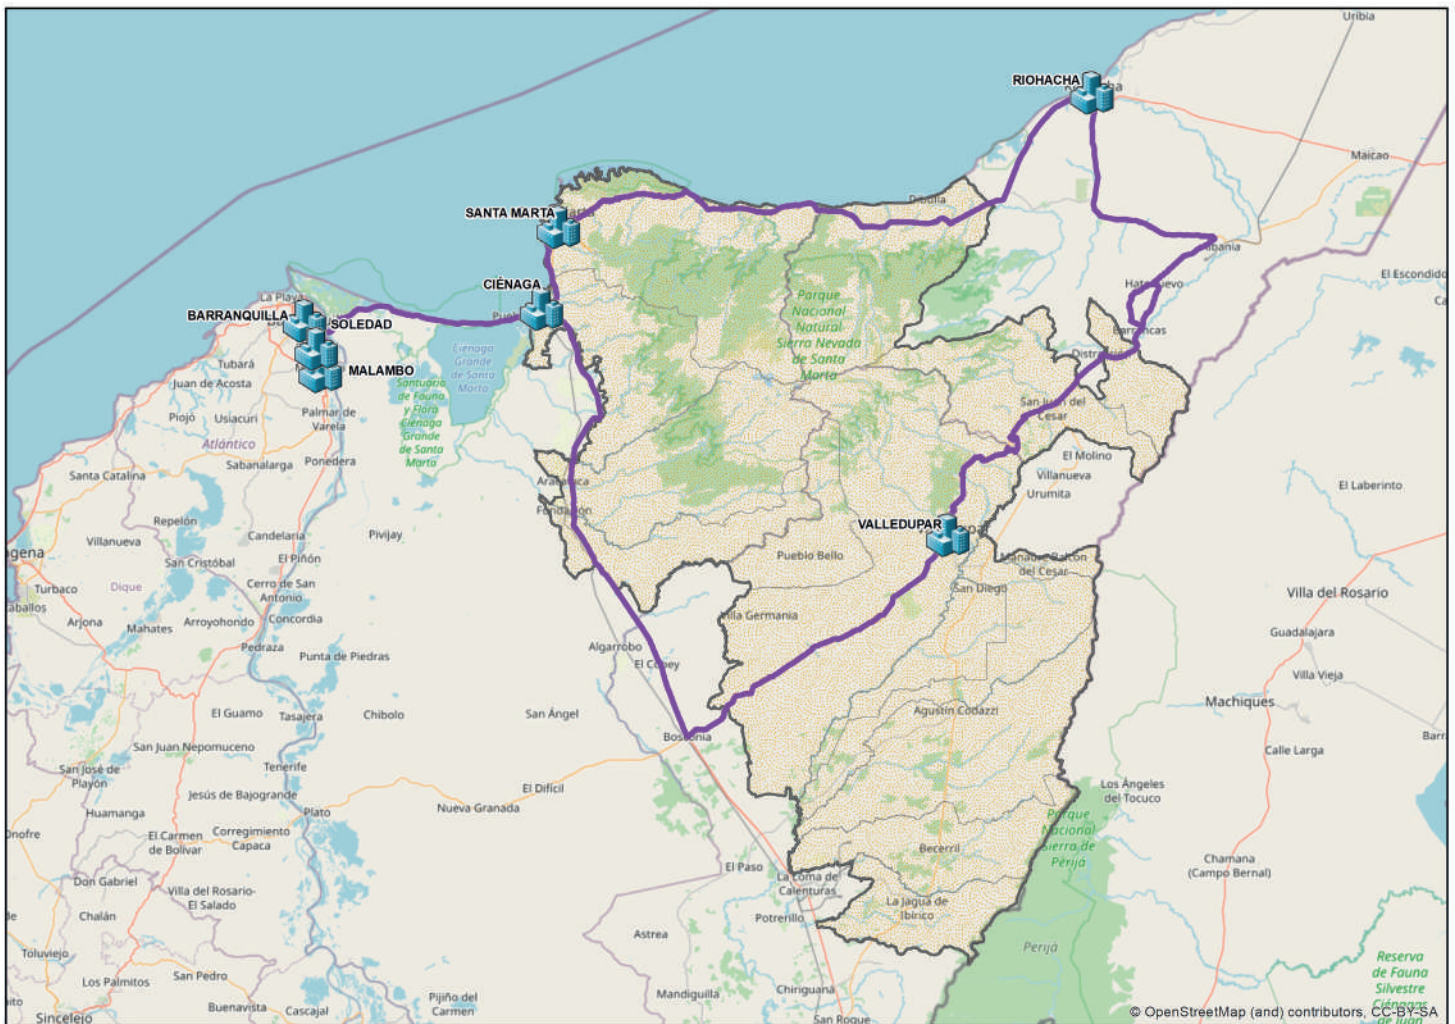 Uribia
RIOHACHA
Maicao
Dibulla
SANTA MARTA
El Escondido
CIÉNAGA
La Playa
BARRANQUILLA
SOLEDAD
MALAMBO
Parque
Nacional
Natural
Sierra Nevada
de Santa
Marta
Ciénaga
Grande
de Santa
Marta
Tubará
Juan de Acosta
Piojó
Usiacurí
Palmar de
Varela
Santuario
de Fauna
y Flora
Ciénaga
Grande
de Santa
Marta
Atlántico
Sabanalarga
Ponedera
Santa Catalina
San Juan del
Cesar
El Molino
Villanueva
Urumita
El Laberinto
Repelón
Villanueva
Candelaria
Pivijay
Fundación
VALLEDUPAR
El Piñón
San Cristóbal
Pueblo Bello
Manaure Balcón
del Cesar
Turbaco
Dique
Cerro de San
Antonio
San Diego
Villa del Rosario
Arjona
Mahates
Arroyohondo
Concordia
Villa Germania
Guadalajara
Pedraza
Punta de Piedras
Algarrobo
El Copey
Villa Vieja
Machiques
El Guamo
Tasajera
Chibolo
San Ángel
Agustín Codazzi
Bosconia
San Juan Nepomuceno
Calle Larga
San José de
Playón
Tenerife
Los Ángeles
del Tocuco
El Difícil
Jesús de Bajogrande
Nueva Granada
Huamanga
Plato
Parque
Nacional
Sierra de
Perijá
El Carmen
de Bolívar
Corregimiento
Capaca
Becerril
Chamana
(Campo Bernal)
El Paso
La Loma de
Calenturas
Don Gabriel
Villa del Rosario-
El Salado
La Jagua de
Ibirico
Chalán
Potrerillo
Astrea
Perijá
Toluviejo
San Pedro
Los Palmitos
Reserva
de Fauna
Silvestre
Ciénagas
de Juan
Mandiguilla
Chiriguaná
Pijiño del
Carmen
Buenavista
Cascajal
Sincelejo
San Roque
© OpenStreetMap (and) contributors, CC-BY-SA